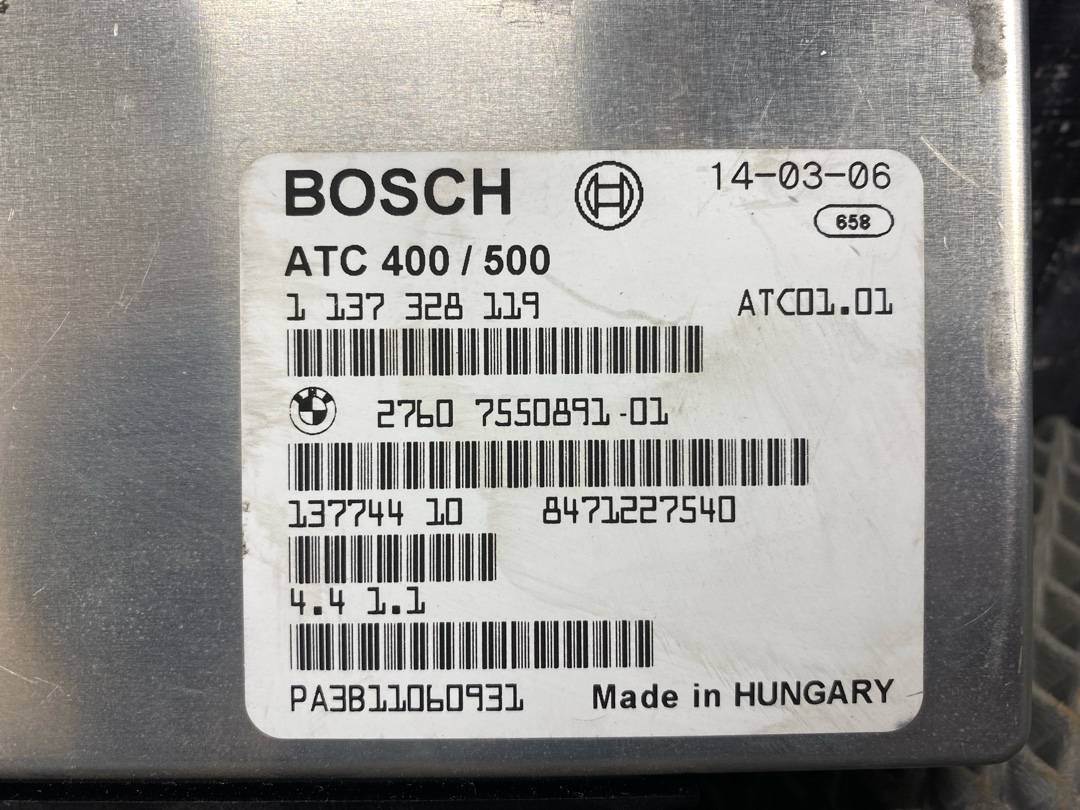 BOSCH 14-03-06
658
ATC 400 / 500
1 137 328 119 ATC01.01
2760 7550891-01
137744 10 8471227540
4.4 1.1
PA3B11060931 Made in HUNGARY